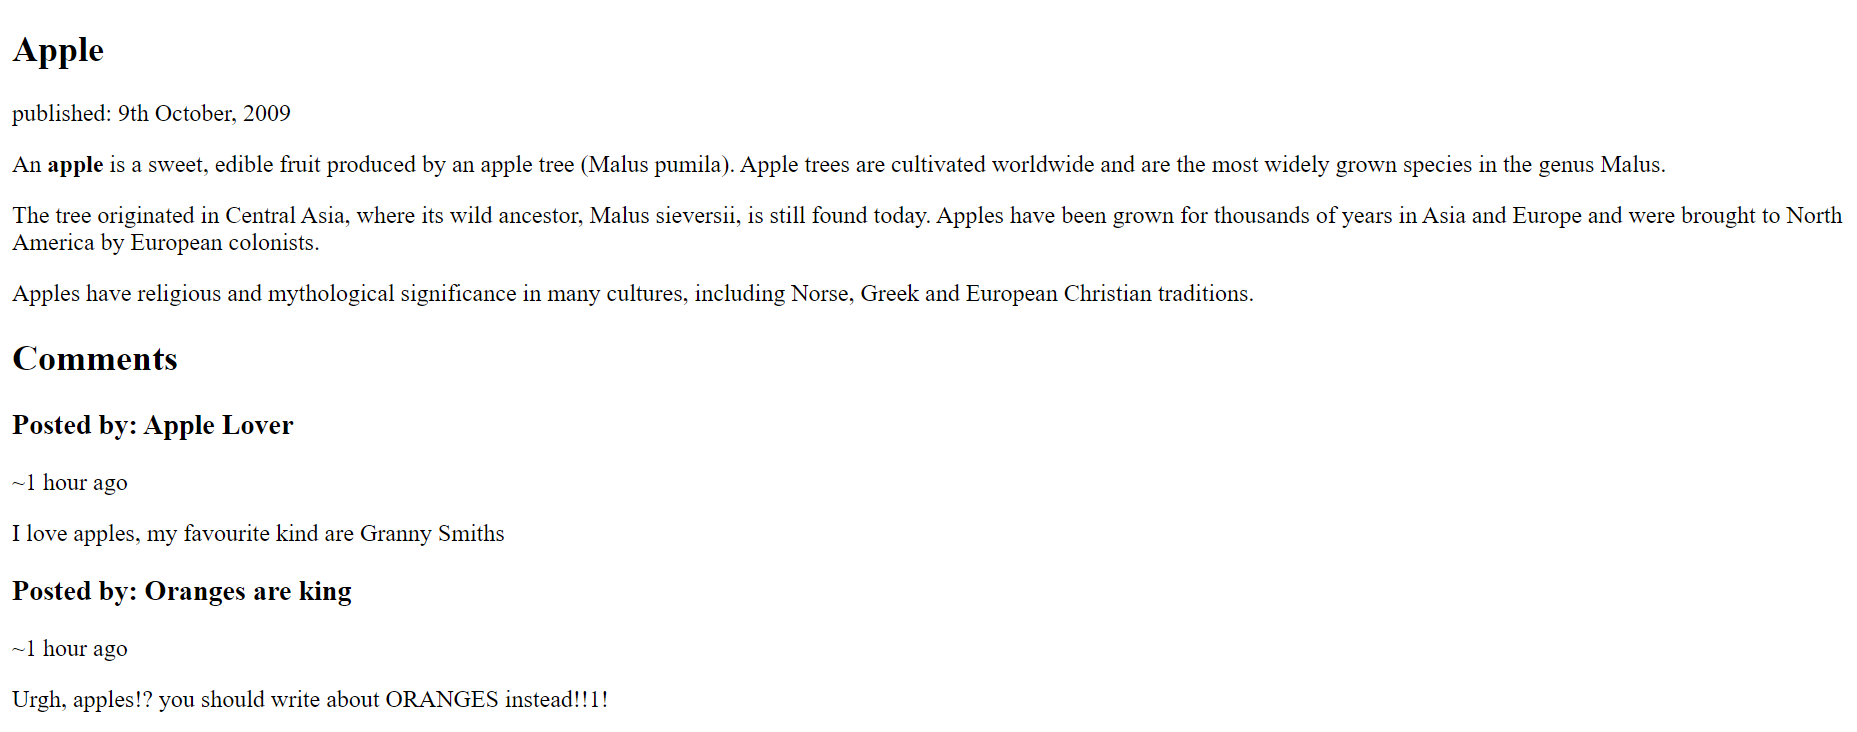 Apple
published: 9th October, 2009
An apple is a sweet, edible fruit produced by an apple tree (Malus pumila). Apple trees are cultivated worldwide and are the most widely grown species in the genus Malus.
The tree originated in Central Asia, where its wild ancestor, Malus sieversii, is still found today. Apples have been grown for thousands of years in Asia and Europe and were brought to North
America by European colonists.
Apples have religious and mythological significance in many cultures, including Norse, Greek and European Christian traditions.
Comments
Posted by: Apple Lover
~1 hour ago
I love apples, my favourite kind are Granny Smiths
Posted by: Oranges are king
~1 hour ago
Urgh, apples!? you should write about ORANGES instead!!1!